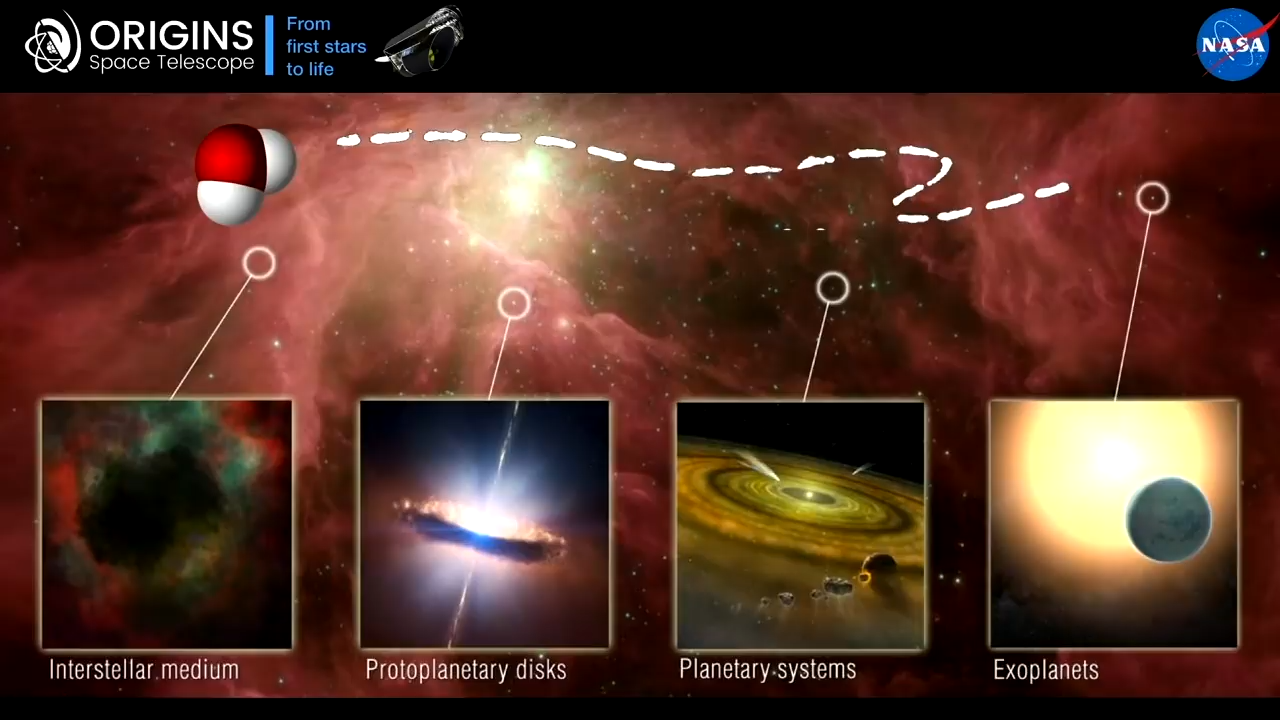 ORIGINS
Space Telescope
From
first stars
to life
NASA
Interstellar medium
Protoplanetary disks
Planetary systems
Exoplanets